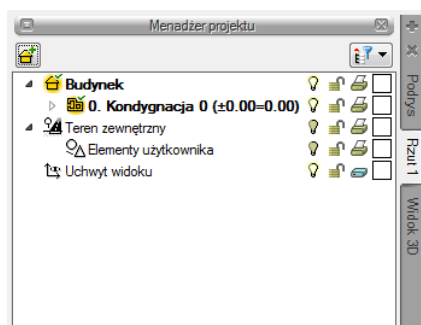 Menadżer projektu
Budynek
0. Kondygnacja 0 (±0.00=0.00)
Teren zewnętrzny
Elementy użytkownika
Uchwyt widoku
Podrys
Rzut 1
Widok 3D